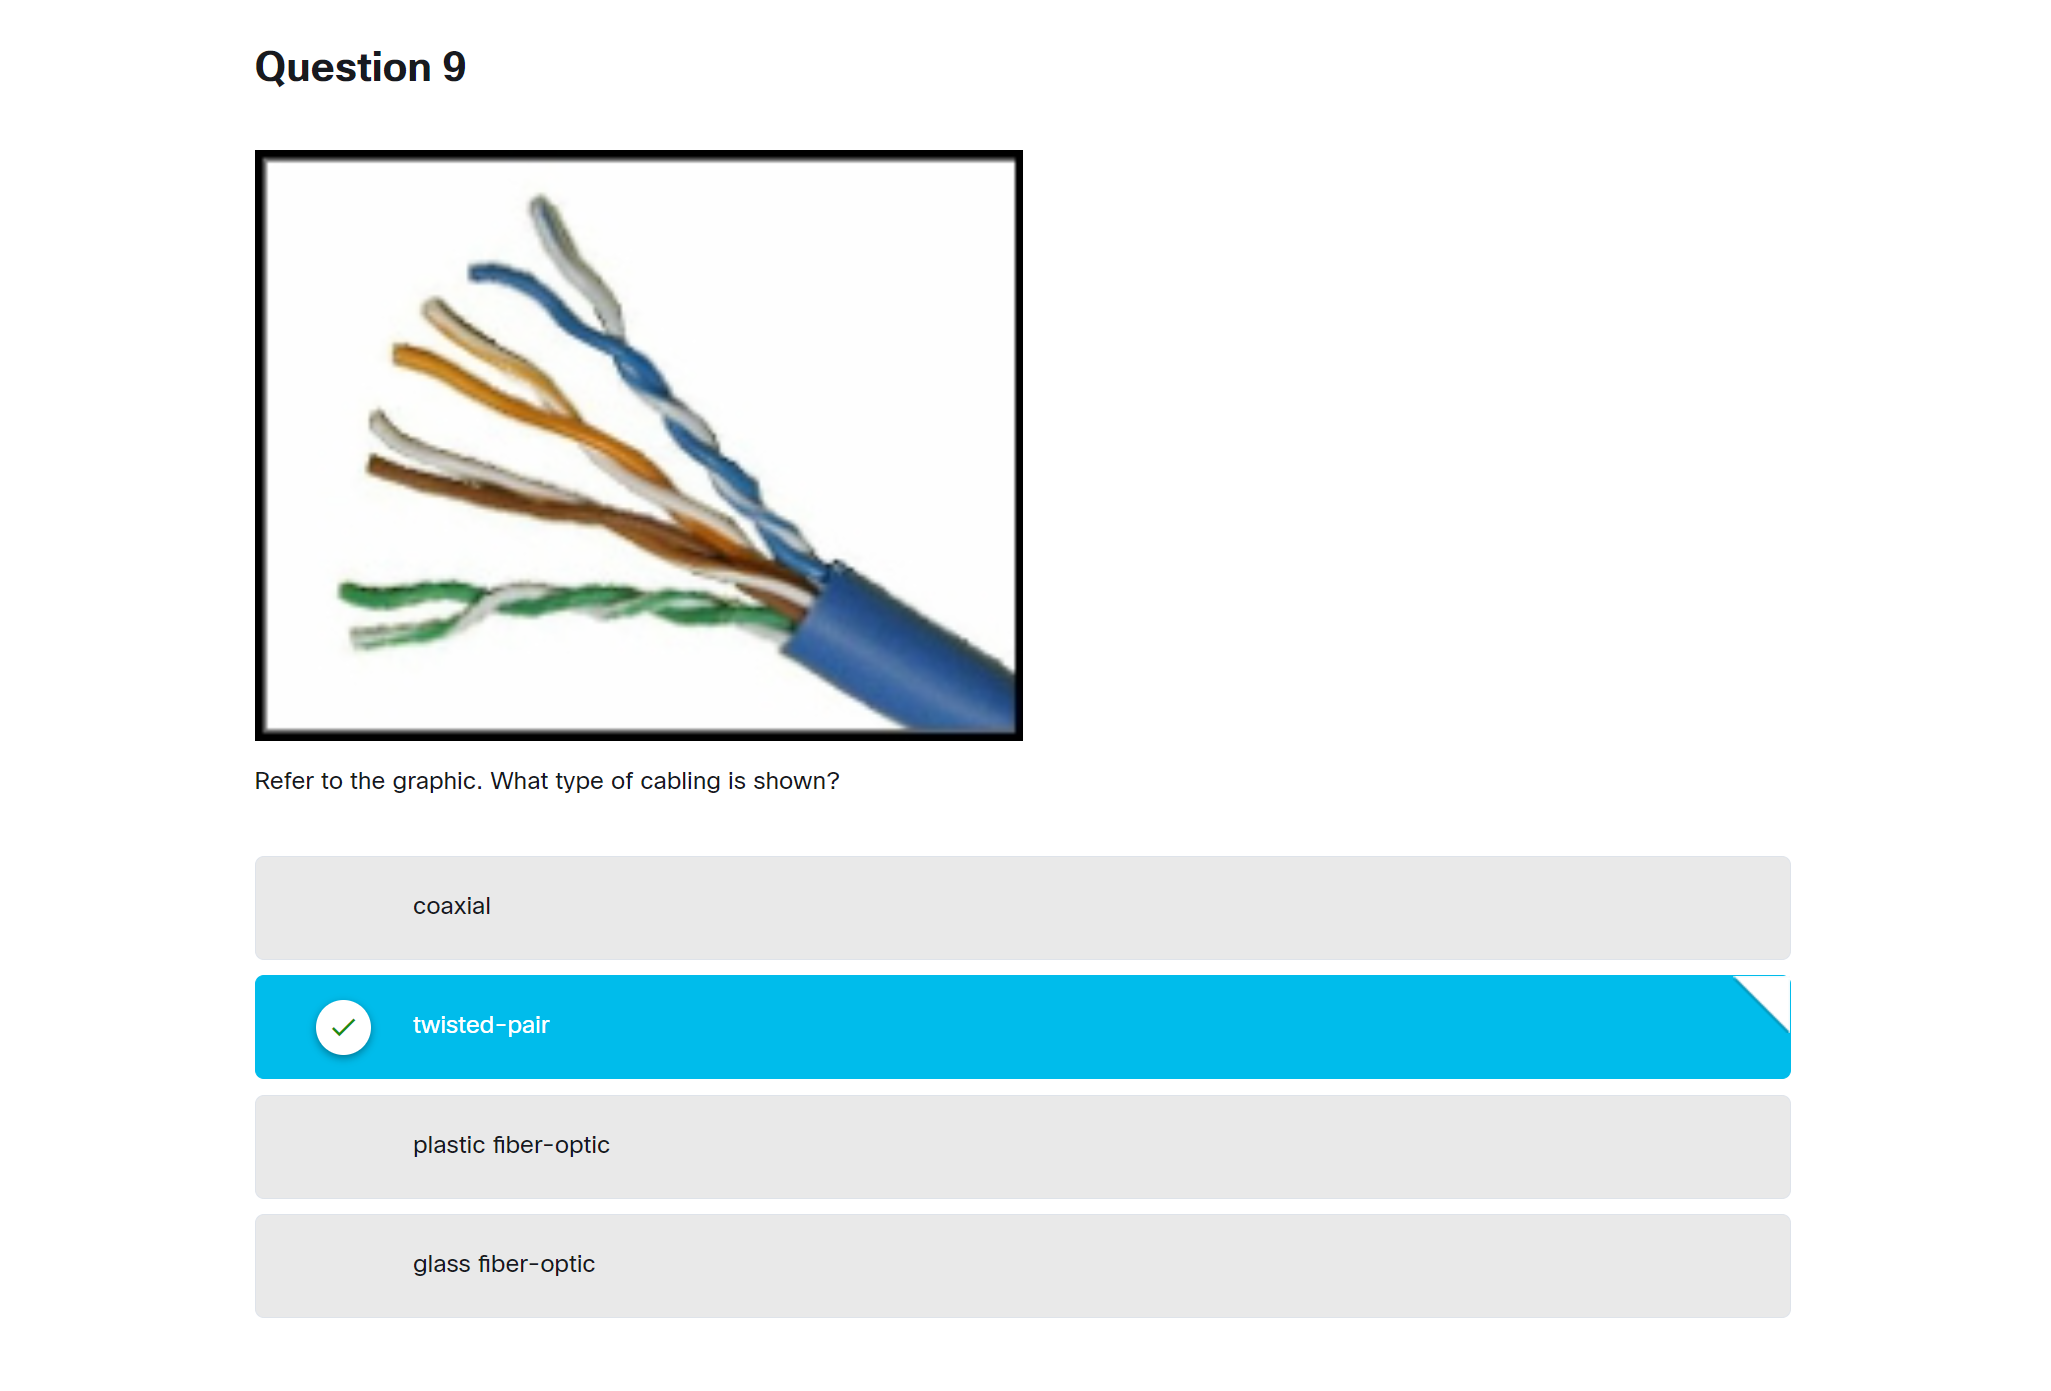 Question 9
Refer to the graphic. What type of cabling is shown?
coaxial
twisted-pair
plastic fiber-optic
glass fiber-optic